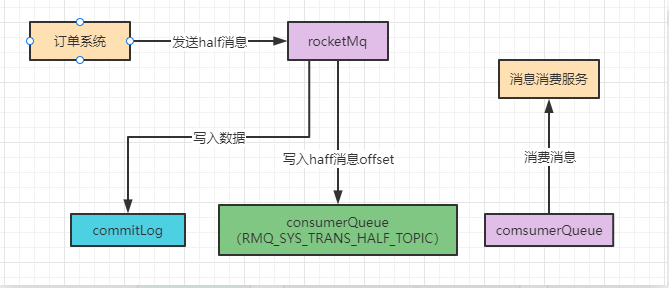 订单系统
发送half消息
rocketMq
消息消费服务
写入数据
写入haff消息offset
消费消息
commitLog
consumerQueue
（RMQ_SYS_TRANS_HALF_TOPIC）
comsumerQueue